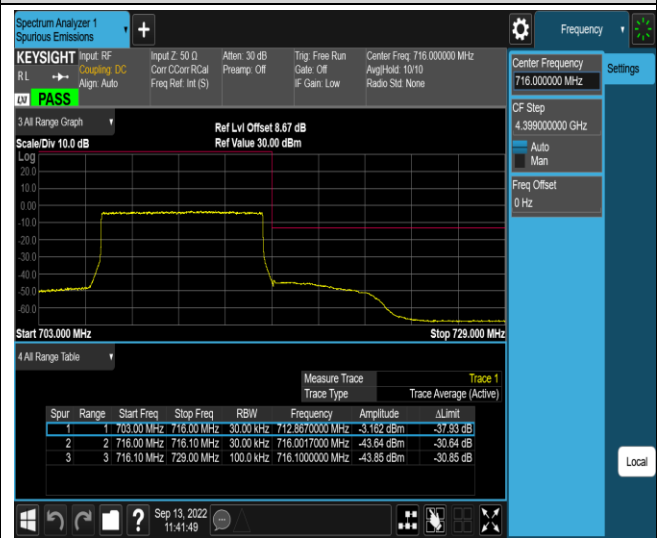 Spectrum Analyzer 1
Spurious Emissions
Frequency
KEYSIGHT
RL
Input: RF
Coupling: DC
Align: Auto
Input Z: 50 Ω
Corr CCorr RCal
Freq Ref: Int (S)
Atten: 30 dB
Preamp: Off
Trig: Free Run
Gate: Off
IF Gain: Low
Center Freq: 716.000000 MHz
Avg|Hold: 10/10
Radio Std: None
PASS
Center Frequency
716.000000 MHz
Settings
CF Step
4.399000000 GHz
Auto
Man
Freq Offset
0 Hz
3 All Range Graph
Scale/Div 10.0 dB
Ref Lvl Offset 8.67 dB
Ref Value 30.00 dBm
Log
20.0
10.0
0.00
-10.0
-20.0
-30.0
-40.0
-50.0
-60.0
Start 703.000 MHz
Stop 729.000 MHz
4 All Range Table
Measure Trace Trace 1
Trace Type Trace Average (Active)
Spur Range Start Freq Stop Freq RBW Frequency Amplitude ΔLimit
1 1 703.00 MHz 716.00 MHz 30.00 kHz 712.8670000 MHz -3.162 dBm -37.93 dB
2 2 716.00 MHz 716.10 MHz 30.00 kHz 716.0017000 MHz -43.64 dBm -30.64 dB
3 3 716.10 MHz 729.00 MHz 100.0 kHz 716.1000000 MHz -43.85 dBm -30.85 dB
Local
Sep 13, 2022
11:41:49